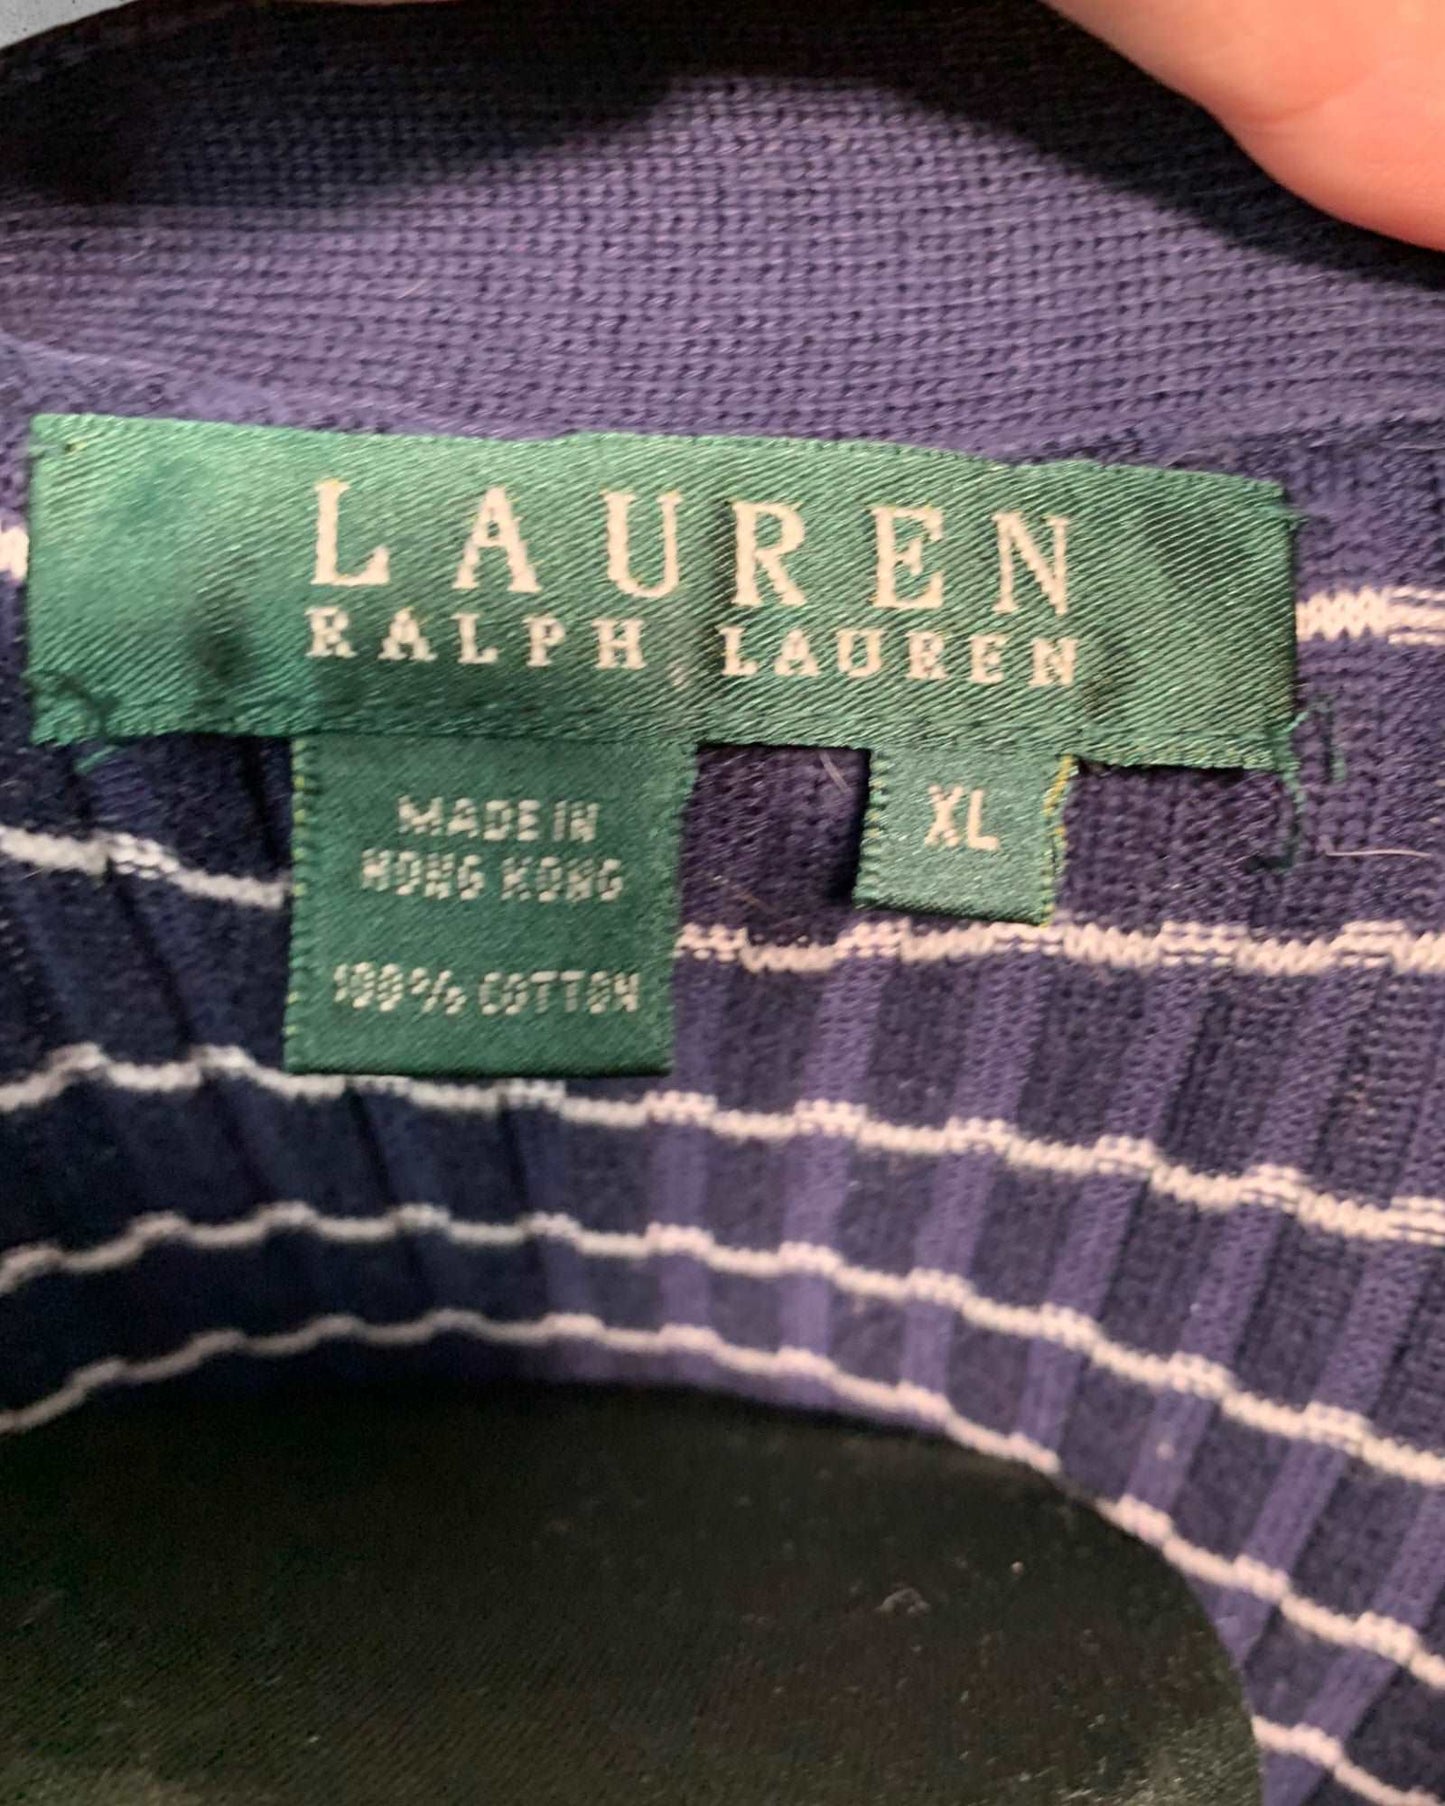 LAUREN
RALPH LAUREN
MADE IN
HONG KONG
100% COTTON
XL